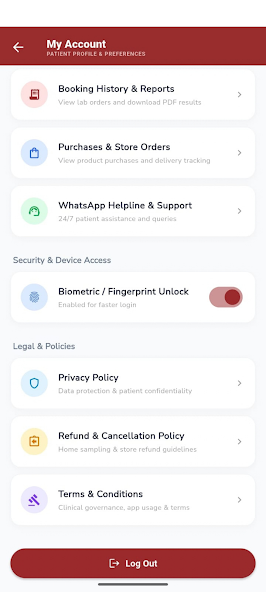 My Account
PATIENT PROFILE & PREFERENCES
Booking History & Reports
View lab orders and download PDF results
Purchases & Store Orders
View product purchases and delivery tracking
WhatsApp Helpline & Support
24/7 patient assistance and queries
Security & Device Access
Biometric / Fingerprint Unlock
Enabled for faster login
Legal & Policies
Privacy Policy
Data protection & patient confidentiality
Refund & Cancellation Policy
Home sampling & store refund guidelines
Terms & Conditions
Clinical governance, app usage & terms
Log Out